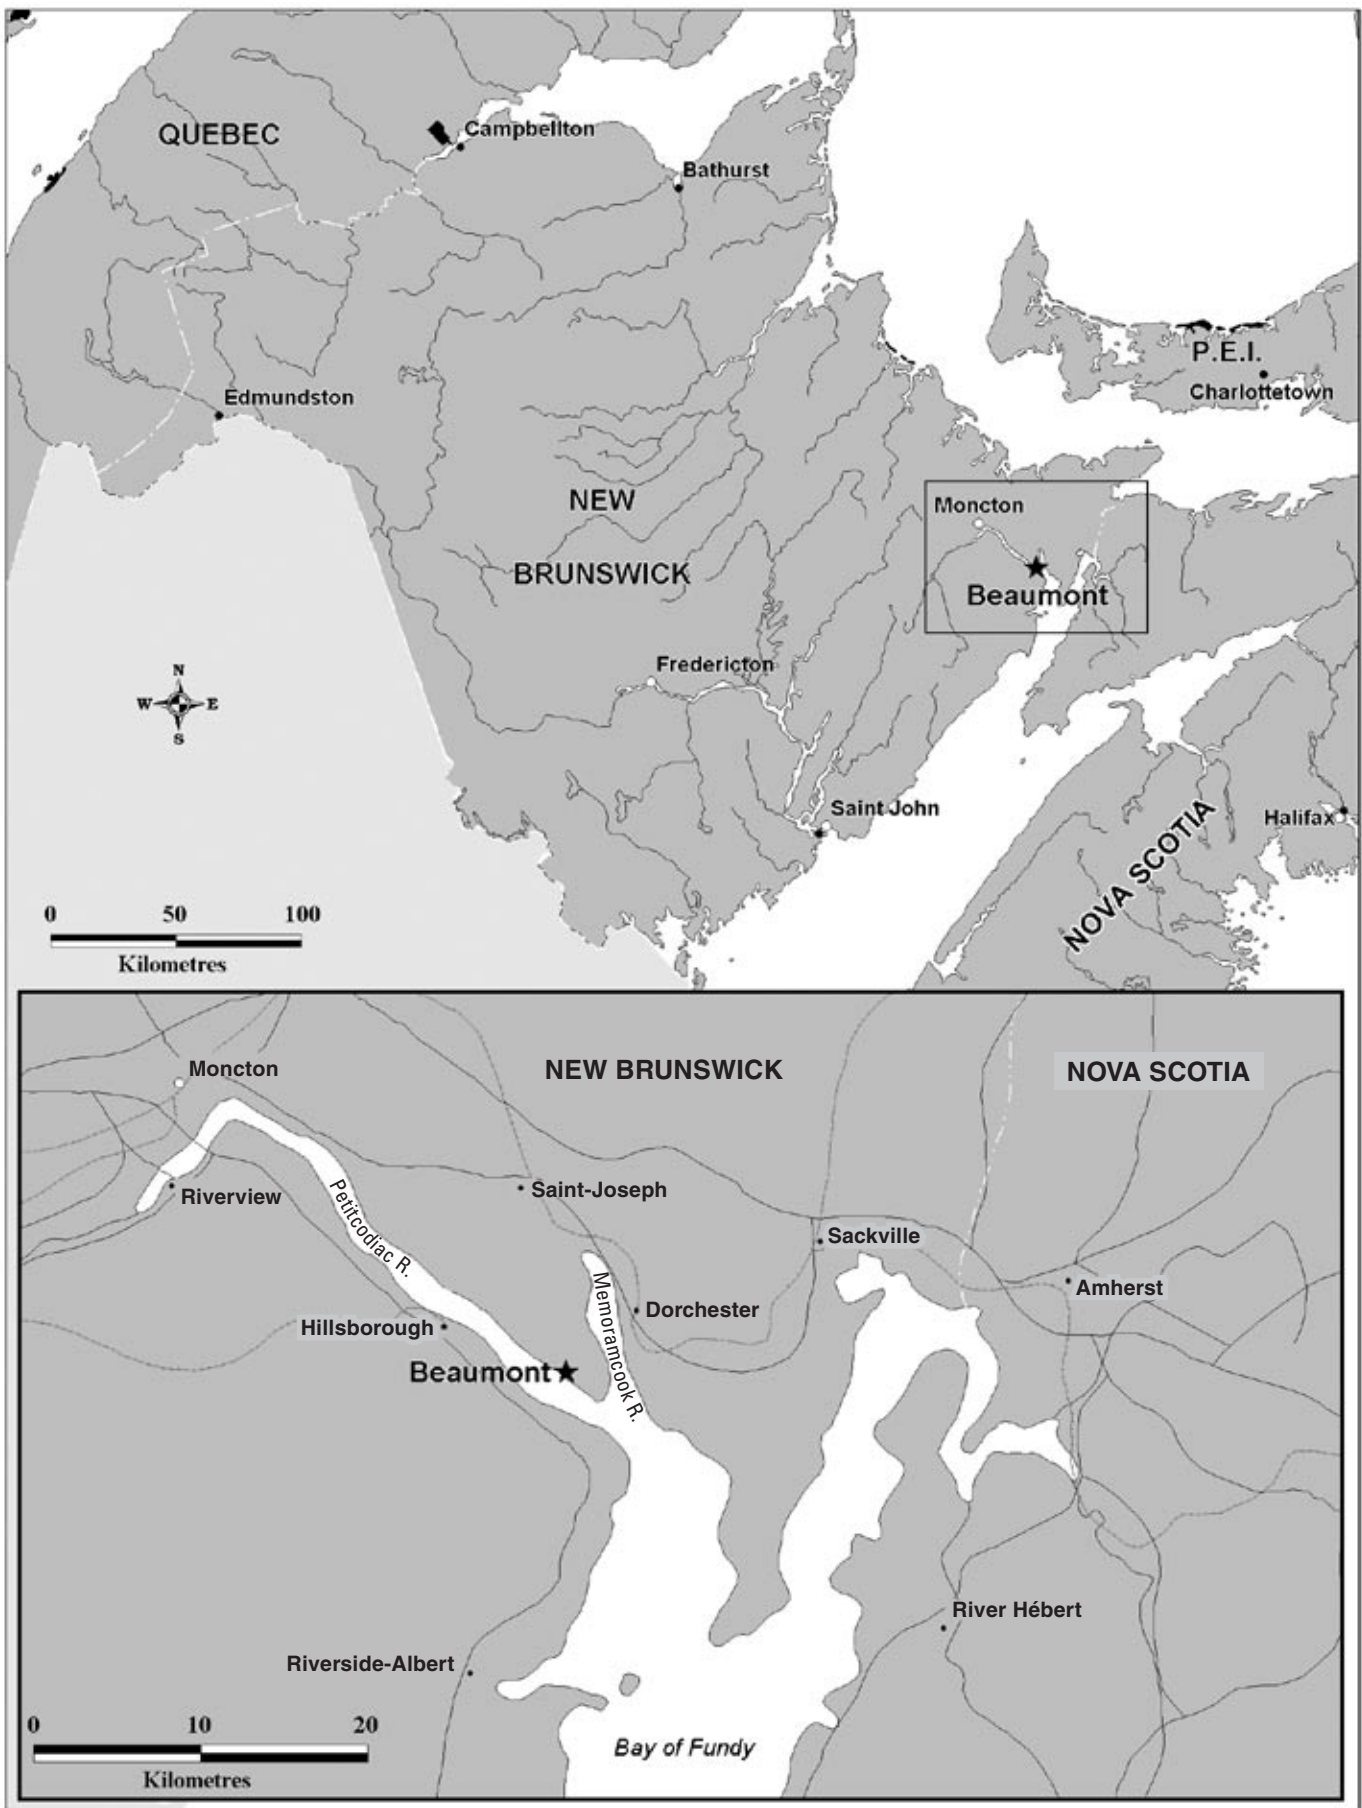 QUEBEC
Campbellton
Bathurst
P.E.I.
Charlottetown
Edmundston
NEW
BRUNSWICK
Moncton
Beaumont
Fredericton
N
W E
S
Saint John
Halifax
NOVA SCOTIA
0 50 100
Kilometres
Moncton
NEW BRUNSWICK
NOVA SCOTIA
Riverview
Saint-Joseph
Petitcodiac R.
Sackville
Amherst
Memoramcook R.
Dorchester
Hillsborough
Beaumont
River Hébert
Riverside-Albert
0 10 20
Kilometres
Bay of Fundy